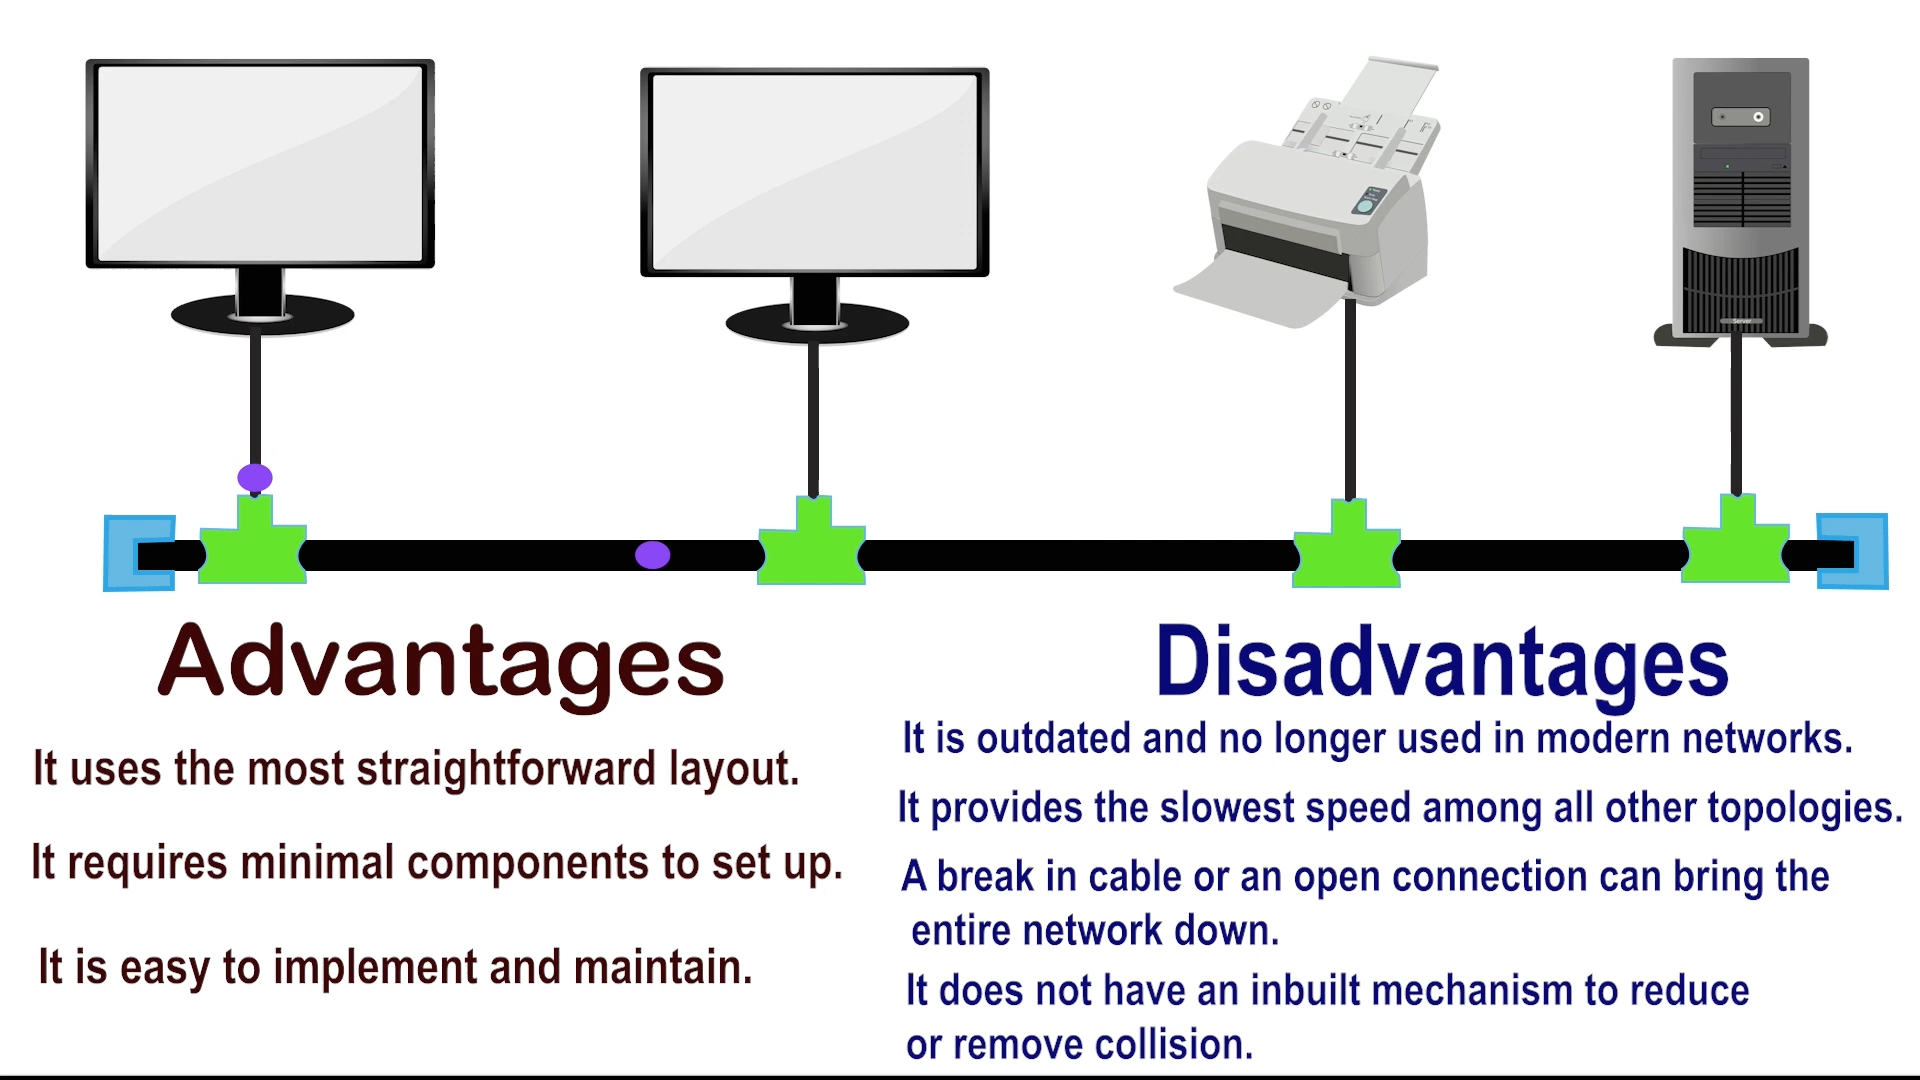 Server
Advantages
It uses the most straightforward layout.
It requires minimal components to set up.
It is easy to implement and maintain.
Disadvantages
It is outdated and no longer used in modern networks.
It provides the slowest speed among all other topologies.
A break in cable or an open connection can bring the
entire network down.
It does not have an inbuilt mechanism to reduce
or remove collision.